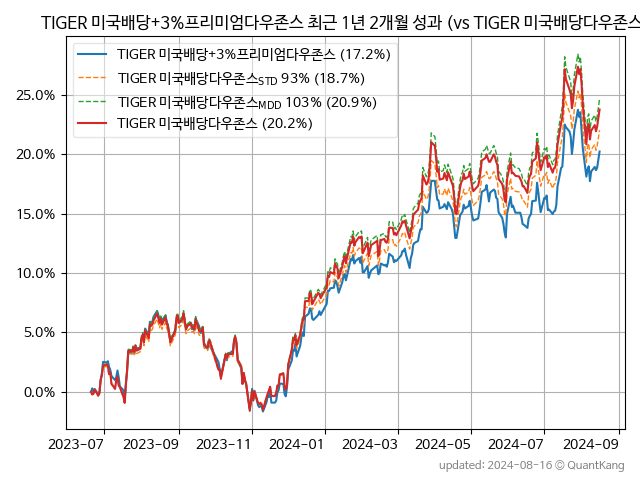 TIGER 미국배당+3%프리미엄다우존스 최근 1년 2개월 성과 (vs TIGER 미국배당다우존스
TIGER 미국배당+3%프리미엄다우존스 (17.2%)
TIGER 미국배당다우존스STD 93% (18.7%)
TIGER 미국배당다우존스MDD 103% (20.9%)
TIGER 미국배당다우존스 (20.2%)
25.0%
20.0%
15.0%
10.0%
5.0%
0.0%
2023-07 2023-09 2023-11 2024-01 2024-03 2024-05 2024-07 2024-09
updated: 2024-08-16 © QuantKang